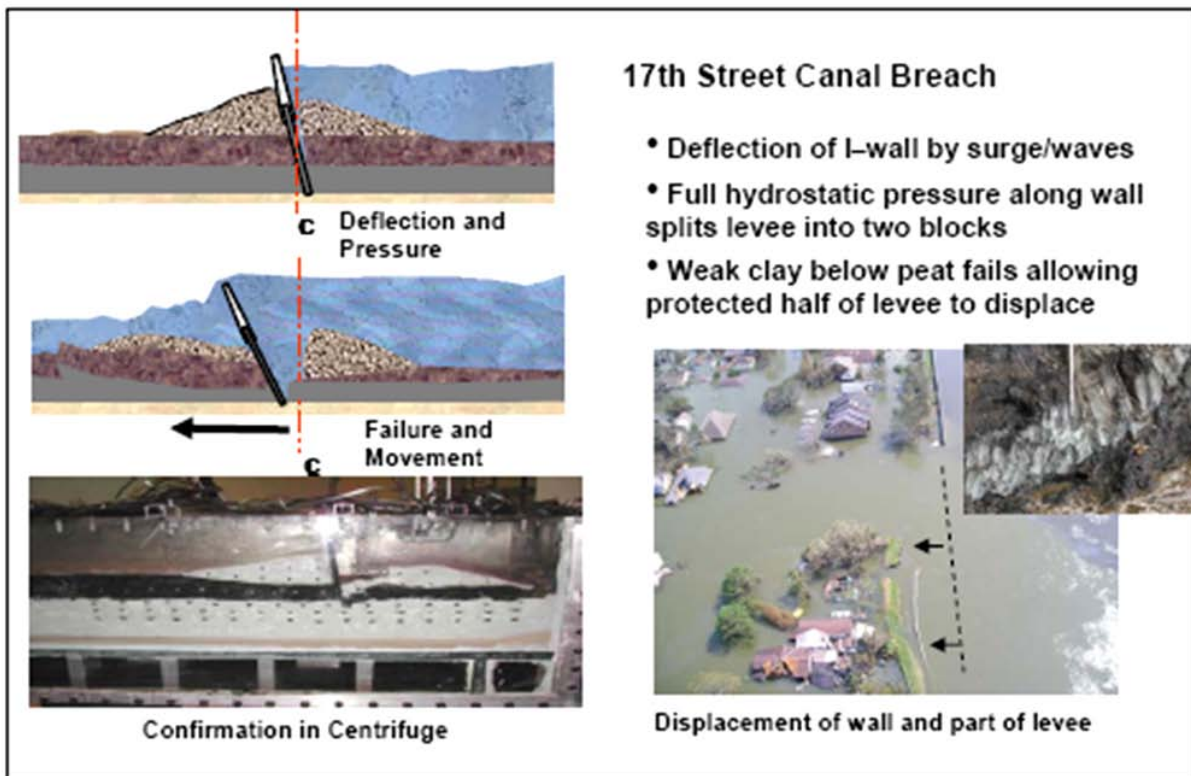 17th Street Canal Breach
• Deflection of I–wall by surge/waves
• Full hydrostatic pressure along wall
splits levee into two blocks
• Weak clay below peat fails allowing
protected half of levee to displace
C
Deflection and
Pressure
Failure and
Movement
C
Confirmation in Centrifuge
Displacement of wall and part of levee